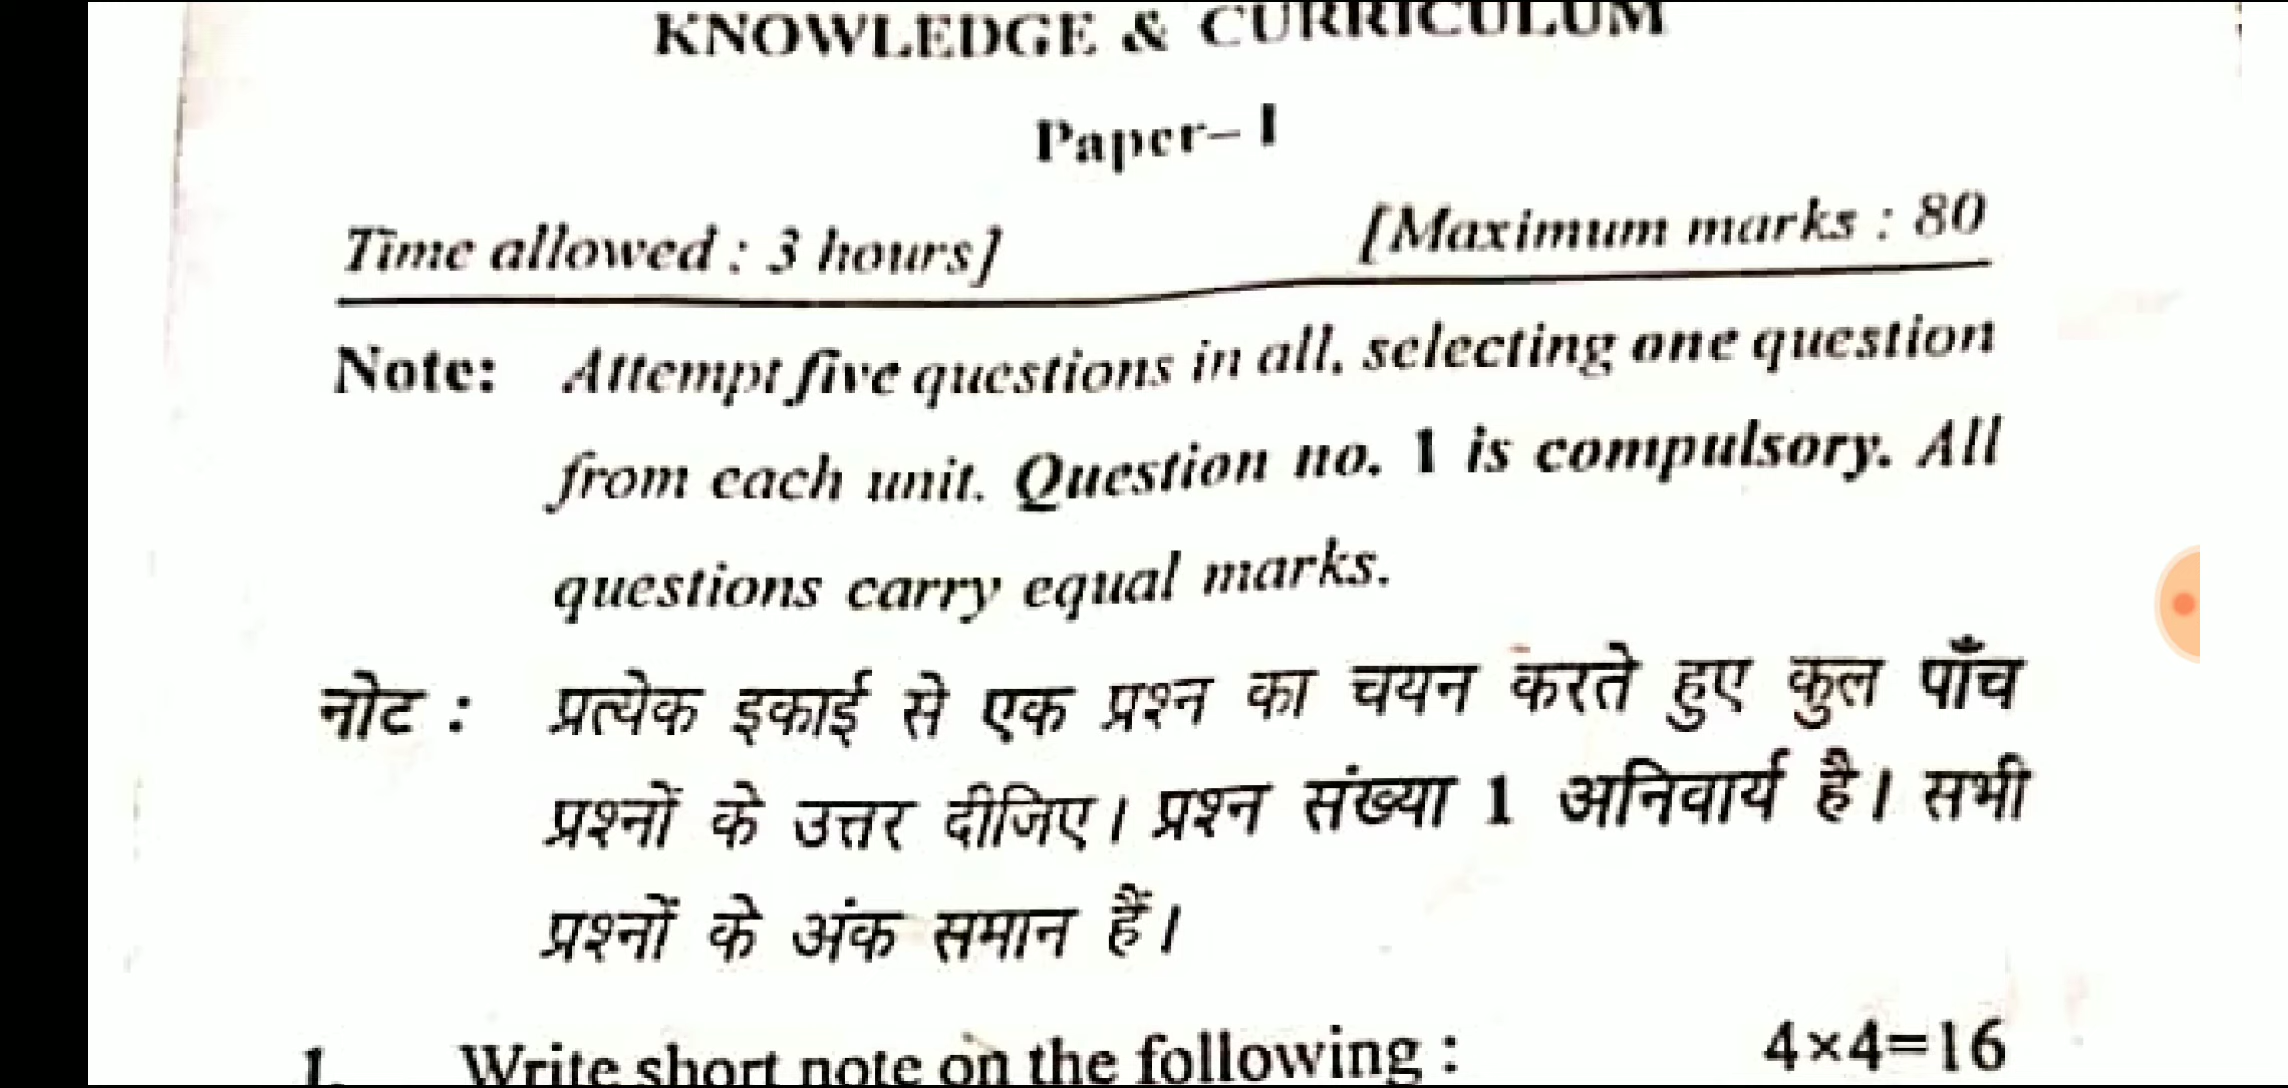 KNOWLEDGE & CURRICULUM
Paper–I
Time allowed : 3 hours] [Maximum marks : 80
Note: Attempt five questions in all, selecting one question
from each unit. Question no. 1 is compulsory. All
questions carry equal marks.
नोट : प्रत्येक इकाई से एक प्रश्न का चयन करते हुए कुल पाँच
प्रश्नों के उत्तर दीजिए। प्रश्न संख्या 1 अनिवार्य है। सभी
प्रश्नों के अंक समान हैं।
1. Write short note on the following : 4×4=16